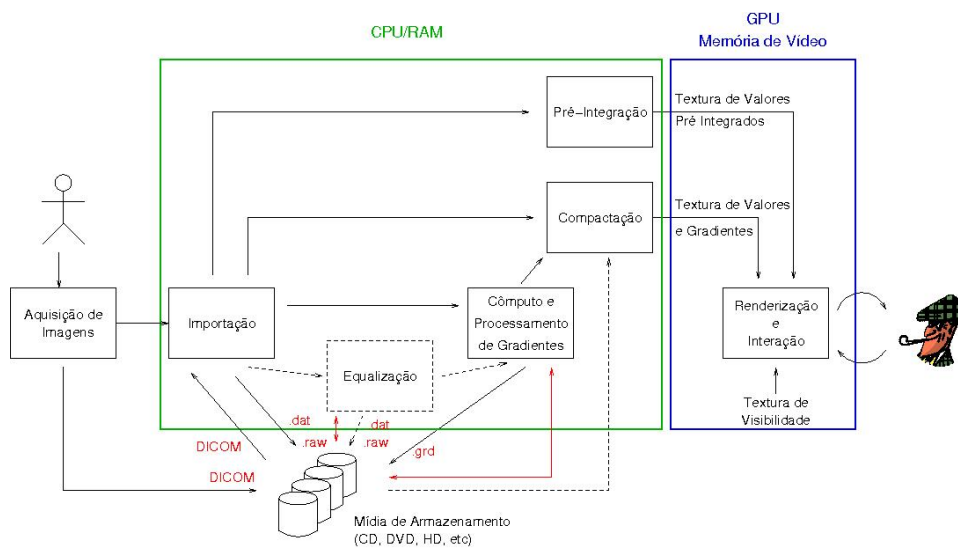 GPU
CPU/RAM
Memória de Vídeo
Pré-Integração
Textura de Valores
Pré Integrados
Compactação
Textura de Valores
e Gradientes
Aquisição de
Imagens
Importação
Cômputo e
Processamento
de Gradientes
Renderização
e
Interação
Equalização
Textura de
Visibilidade
.dat
.raw
.dat
.raw
.grd
DICOM
DICOM
Mídia de Armazenamento
(CD, DVD, HD, etc)